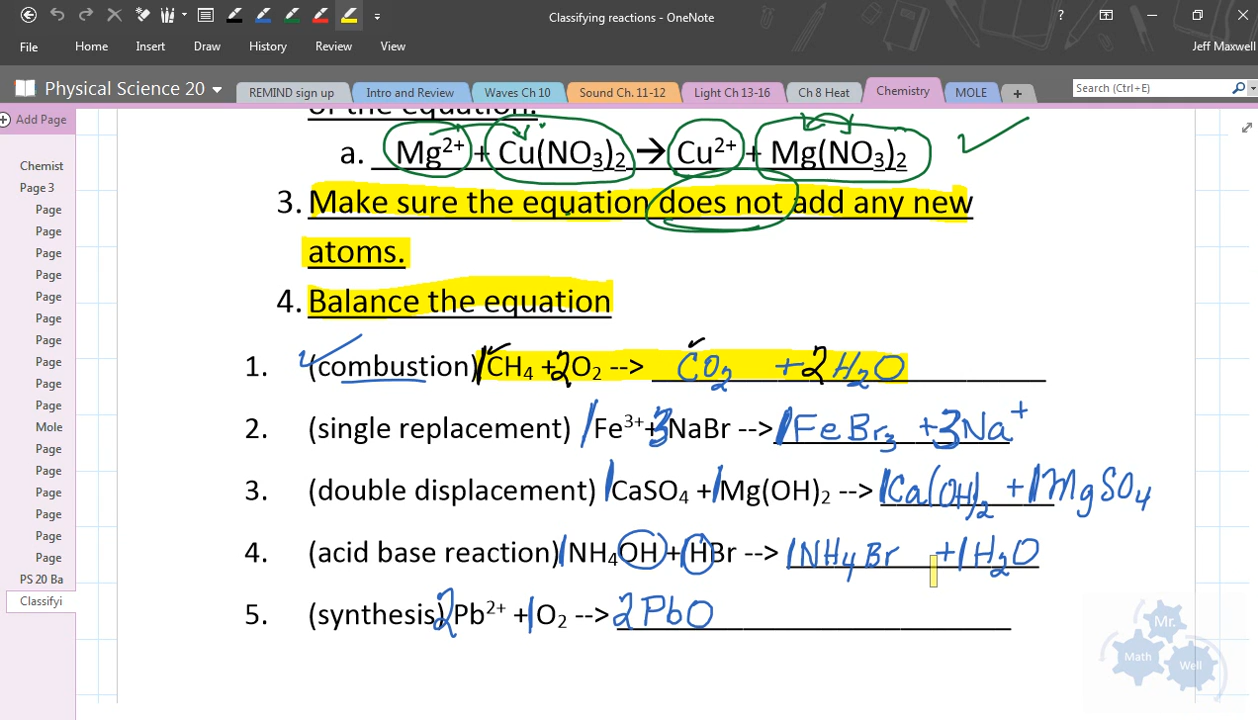 Classifying reactions - OneNote
File Home Insert Draw History Review View Jeff Maxwell
Physical Science 20 REMIND sign up Intro and Review Waves Ch 10 Sound Ch. 11-12 Light Ch 13-16 Ch 8 Heat Chemistry MOLE + Search (Ctrl+E)
Add Page
Chemist
Page 3
Page
Page
Page
Page
Page
Page
Page
Page
Page
Page
Mole
Page
Page
Page
Page
Page
Page
PS 20 Ba
Classifyi
of the equation.
a. Mg²⁺ + Cu(NO₃)₂ → Cu²⁺ + Mg(NO₃)₂ ✓
3. Make sure the equation does not add any new
atoms.
4. Balance the equation
1. (combustion) 1CH₄ + 2O₂ --> CO₂ + 2H₂O
2. (single replacement) 1Fe³⁺ + 3NaBr --> 1FeBr₃ + 3Na⁺
3. (double displacement) 1CaSO₄ + 1Mg(OH)₂ --> 1Ca(OH)₂ + 1MgSO₄
4. (acid base reaction) 1NH₄OH + 1HBr --> 1NH₄Br + 1H₂O
5. (synthesis) 2Pb²⁺ + 1O₂ --> 2PbO
Mr.
Math Well